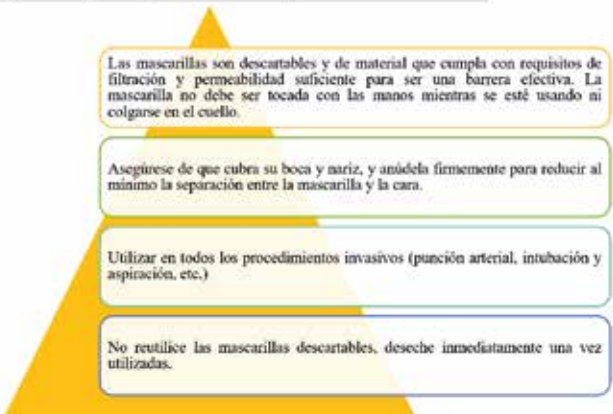 Las mascarillas son descartables y de material que cumpla con requisitos de
filtración y permeabilidad suficiente para ser una barrera efectiva. La
mascarilla no debe ser tocada con las manos mientras se esté usando ni
colgarse en el cuello.
Asegúrese de que cubra su boca y nariz, y anúdela firmemente para reducir al
mínimo la separación entre la mascarilla y la cara.
Utilizar en todos los procedimientos invasivos (punción arterial, intubación y
aspiración, etc.)
No reutilice las mascarillas descartables, deseche inmediatamente una vez
utilizadas.